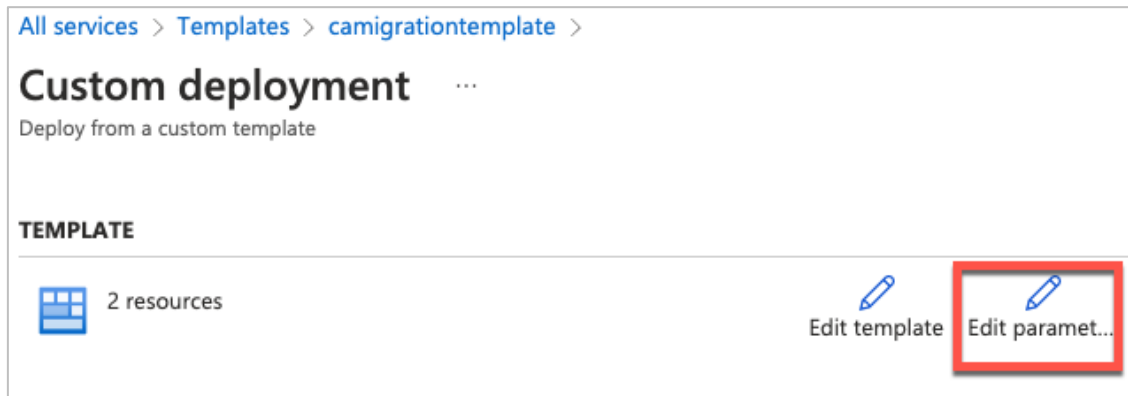 All services > Templates > camigrationtemplate >
Custom deployment ...
Deploy from a custom template
TEMPLATE
2 resources
Edit template
Edit paramet...